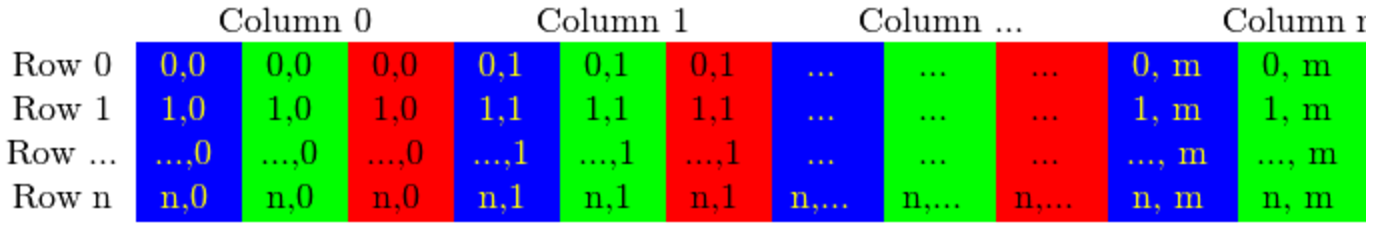 Column 0 Column 1 Column ... Column
Row 0 0,0 0,0 0,0 0,1 0,1 0,1 ... ... ... 0, m 0, m
Row 1 1,0 1,0 1,0 1,1 1,1 1,1 ... ... ... 1, m 1, m
Row ... ...,0 ...,0 ...,0 ...,1 ...,1 ...,1 ... ... ... ..., m ..., m
Row n n,0 n,0 n,0 n,1 n,1 n,1 n,... n,... n,... n, m n, m